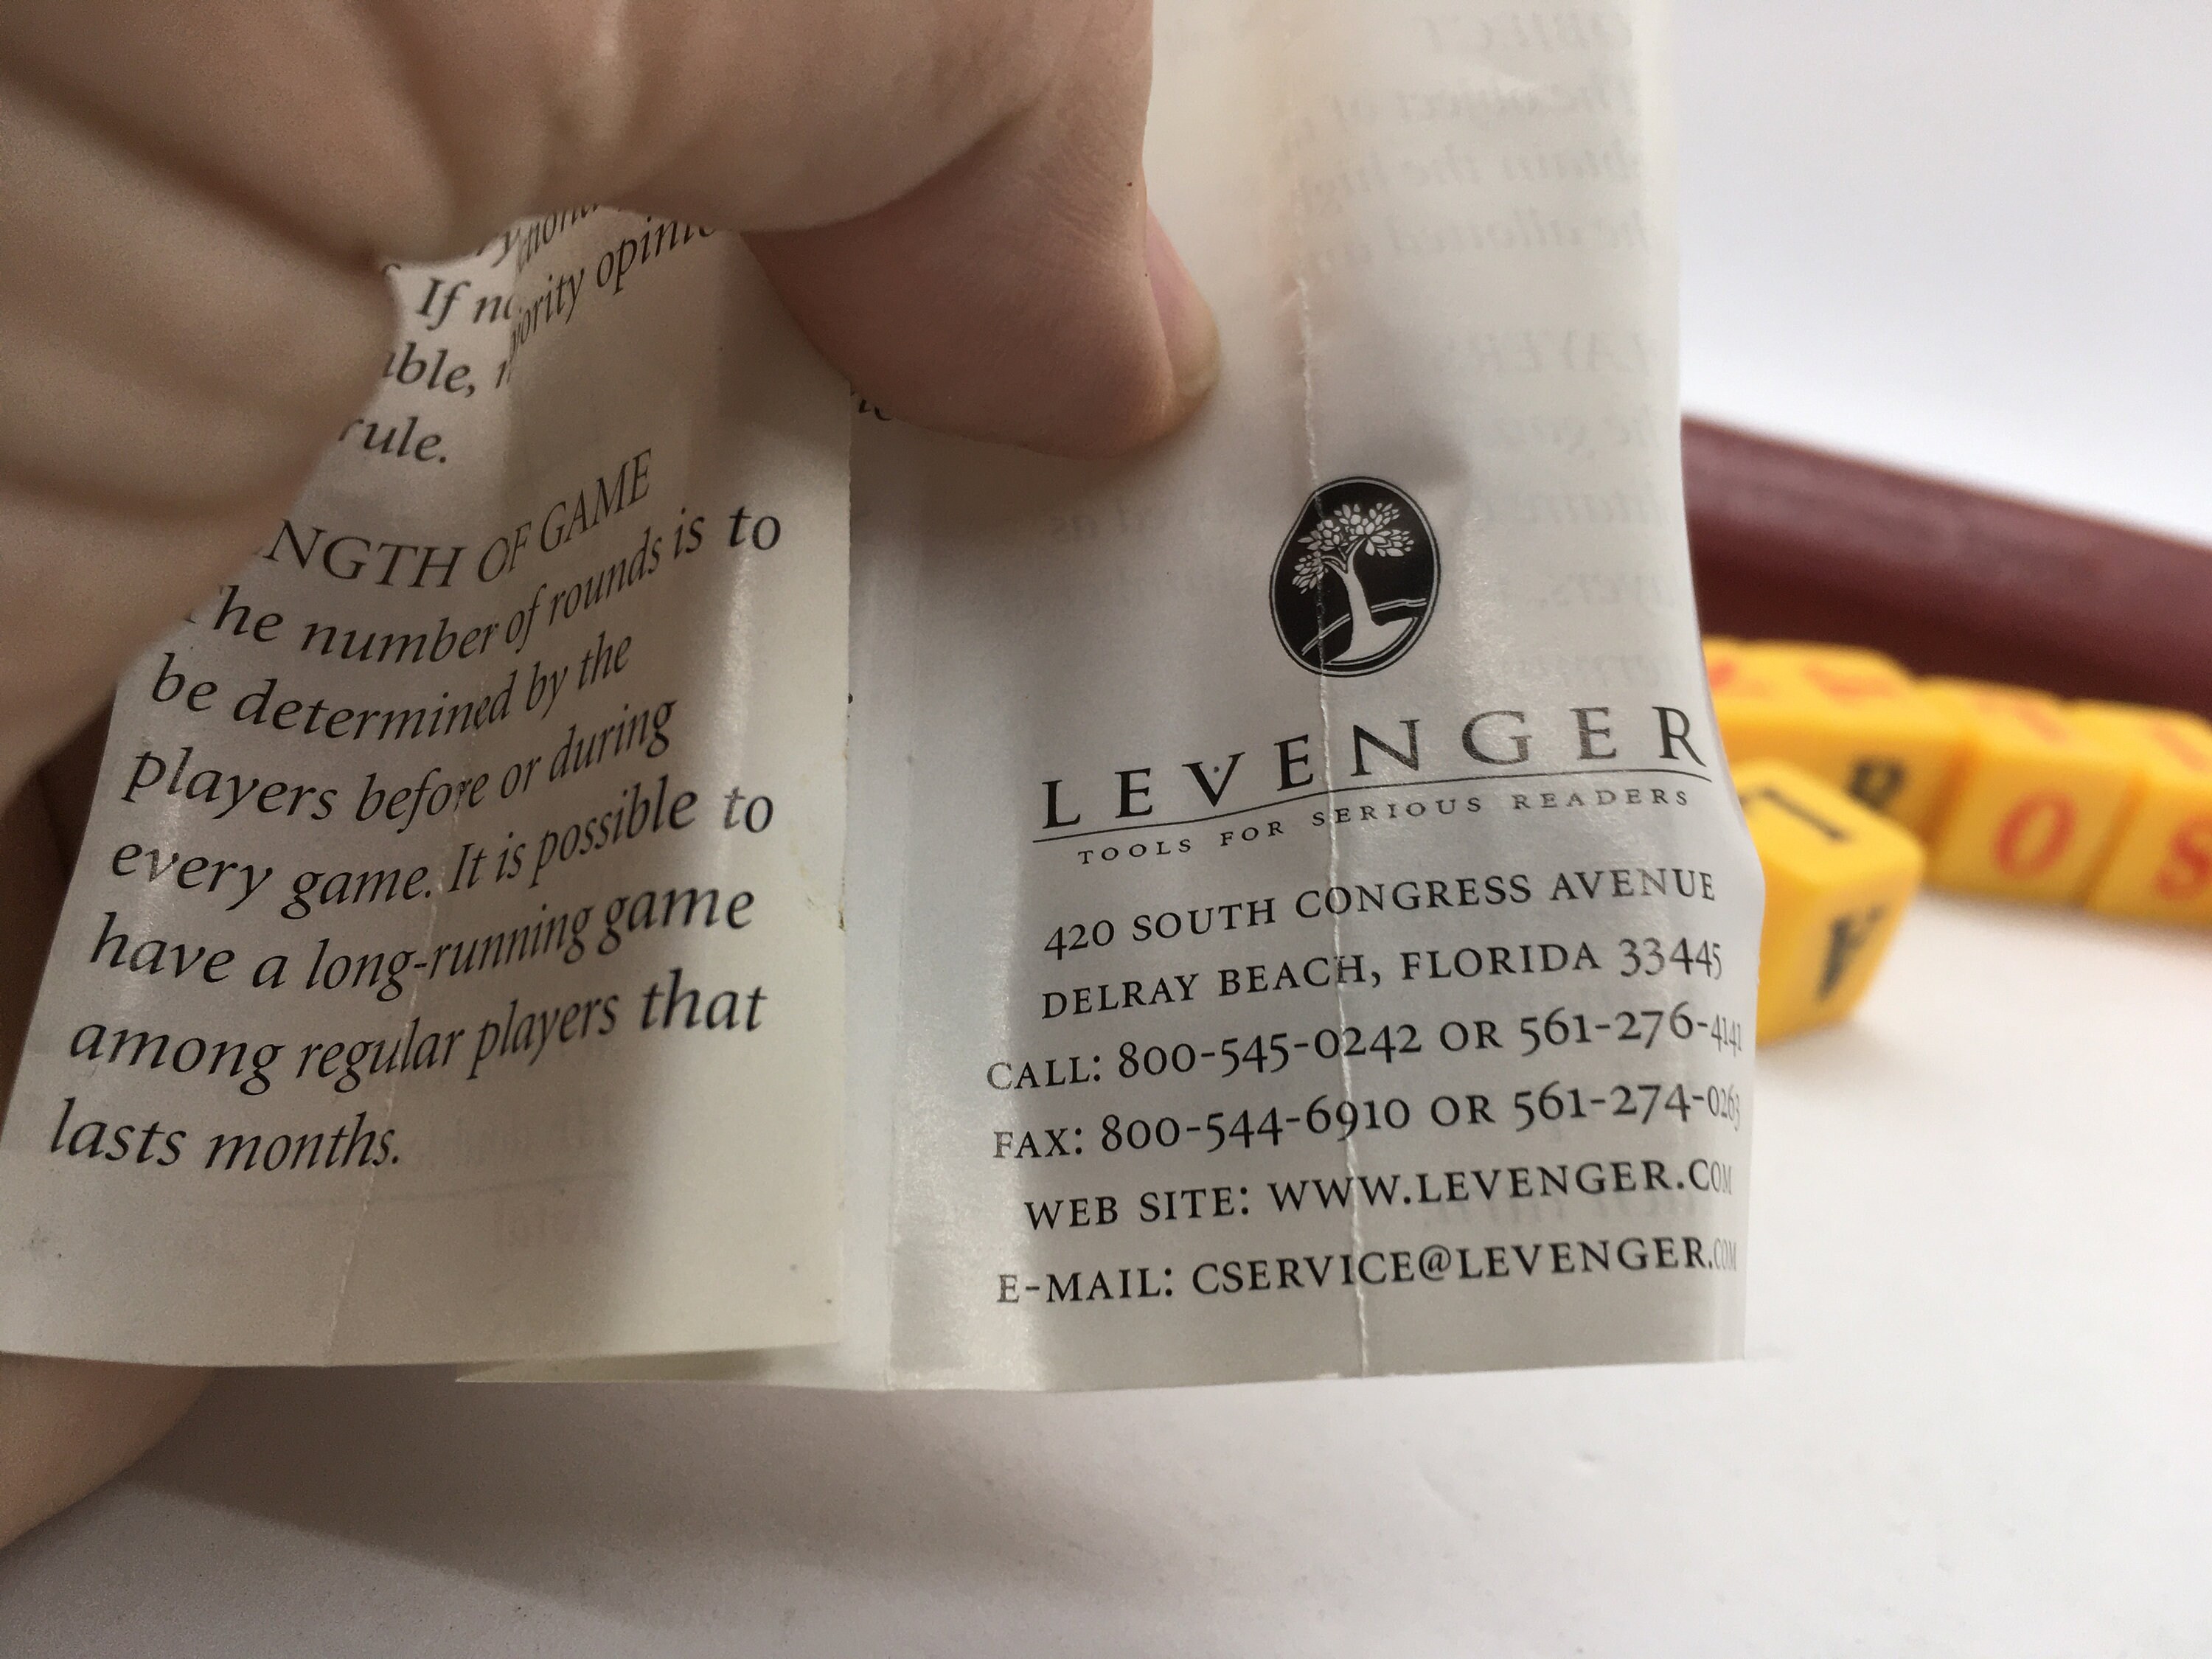 If
rule.
NGTH OF GAME
The number of rounds is to
be determined by the
players before or during
every game. It is possible to
have a long-running game
among regular players that
lasts months.
LEVENGER
TOOLS FOR SERIOUS READERS
420 SOUTH CONGRESS AVENUE
DELRAY BEACH, FLORIDA 33445
CALL: 800-545-0242 OR 561-276-4141
FAX: 800-544-6910 OR 561-274-0263
WEB SITE: WWW.LEVENGER.COM
E-MAIL: CSERVICE@LEVENGER.COM
O
S